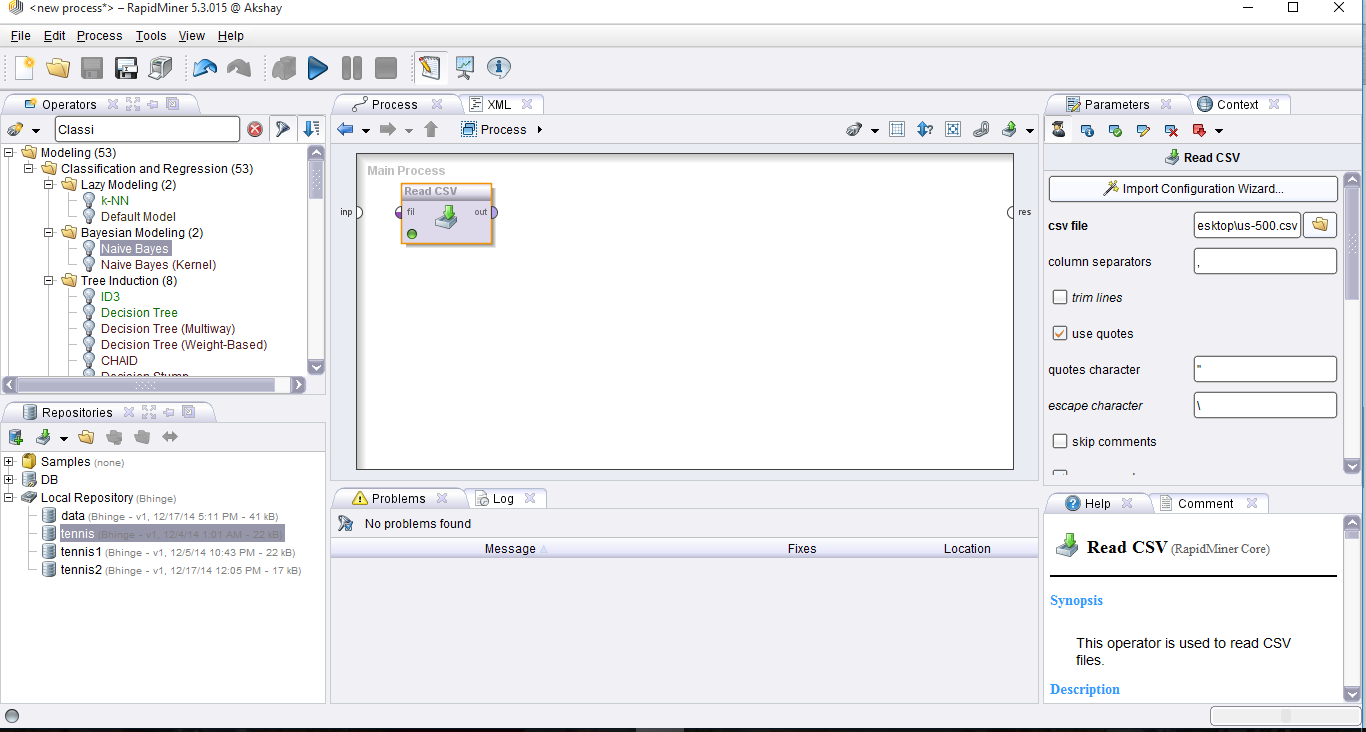 <new process*> – RapidMiner 5.3.015 @ Akshay
File Edit Process Tools View Help
Operators
Classi
Modeling (53)
Classification and Regression (53)
Lazy Modeling (2)
k-NN
Default Model
Bayesian Modeling (2)
Naive Bayes
Naive Bayes (Kernel)
Tree Induction (8)
ID3
Decision Tree
Decision Tree (Multiway)
Decision Tree (Weight-Based)
CHAID
Decision Stump
Repositories
Samples (none)
DB
Local Repository (Bhinge)
data (Bhinge - v1, 12/17/14 5:11 PM - 41 kB)
tennis (Bhinge - v1, 12/4/14 1:01 AM - 22 kB)
tennis1 (Bhinge - v1, 12/5/14 10:43 PM - 22 kB)
tennis2 (Bhinge - v1, 12/17/14 12:05 PM - 17 kB)
Process XML
Process
Main Process
Read CSV
inp fil out res
Problems Log
No problems found
Message Fixes Location
Parameters Context
Read CSV
Import Configuration Wizard...
csv file esktop\us-500.csv
column separators ,
trim lines
use quotes
quotes character "
escape character \
skip comments
Help Comment
Read CSV (RapidMiner Core)
Synopsis
This operator is used to read CSV
files.
Description